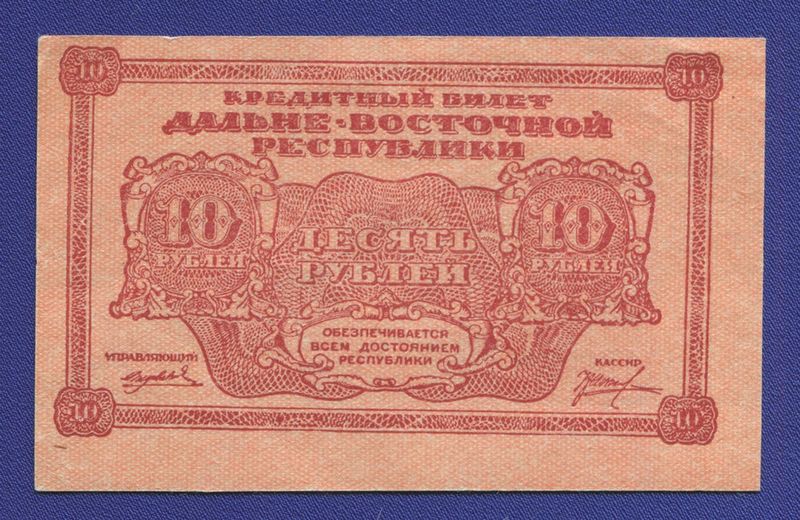 10 10
КРЕДИТНЫЙ БИЛЕТ
ДАЛЬНЕ-ВОСТОЧНОЙ
РЕСПУБЛИКИ
10 ДЕСЯТЬ 10
РУБЛЕЙ РУБЛЕЙ РУБЛЕЙ
ОБЕЗПЕЧИВАЕТСЯ
ВСЕМ ДОСТОЯНИЕМ
РЕСПУБЛИКИ
УПРАВЛЯЮЩИЙ КАССИР
10 10